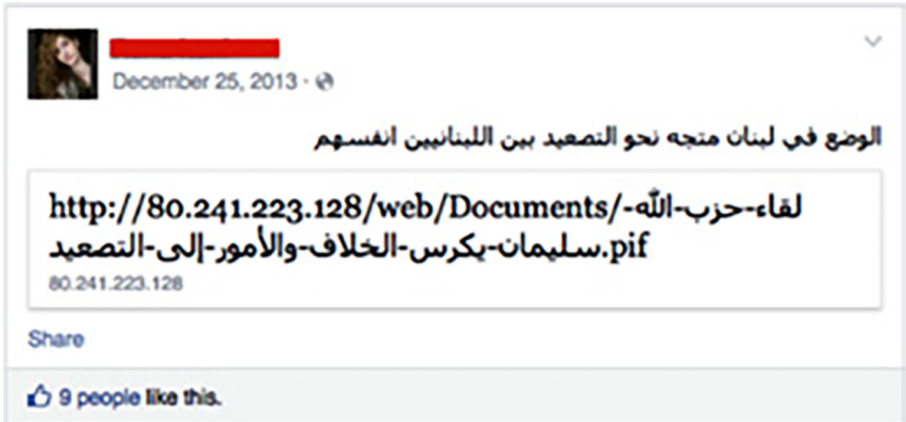 December 25, 2013 ·
الوضع في لبنان متجه نحو التصعيد بين اللبنانيين انفسهم
http://80.241.223.128/web/Documents/لقاء-حزب-الله-
سليمان-يكرس-الخلاف-والأمور-إلى-التصعيد.pif
80.241.223.128
Share
9 people like this.